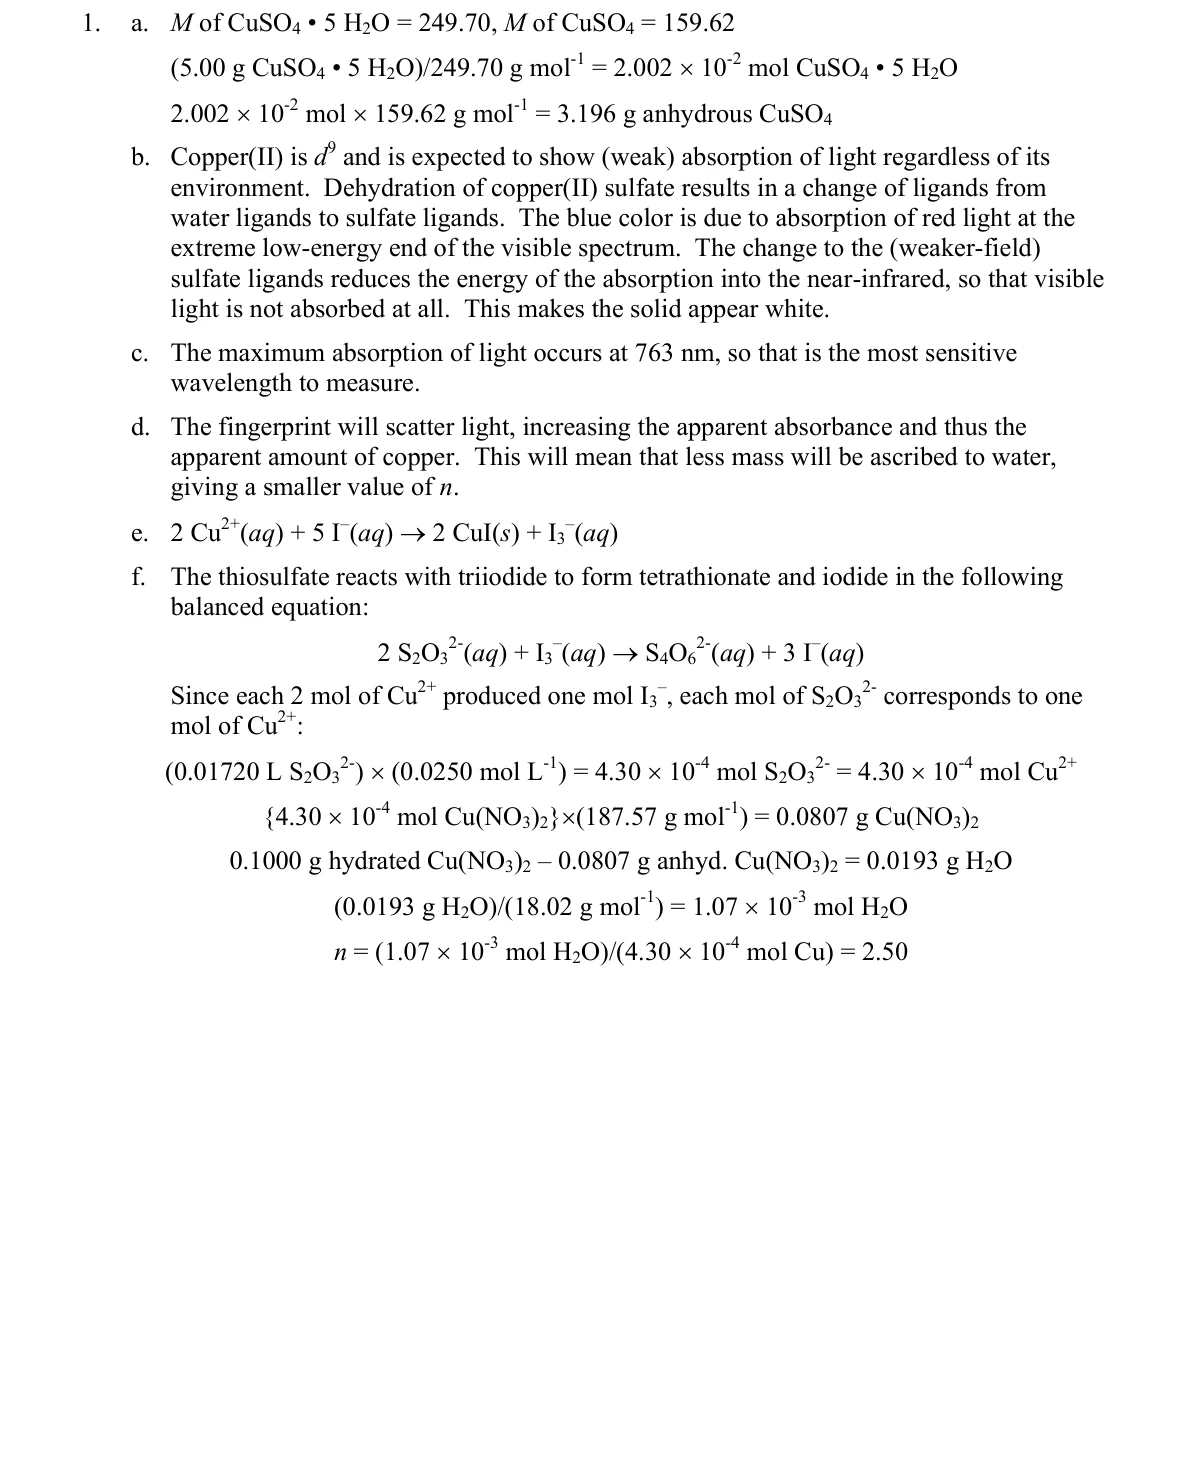 1. a. M of CuSO₄ • 5 H₂O = 249.70, M of CuSO₄ = 159.62
(5.00 g CuSO₄ • 5 H₂O)/249.70 g mol⁻¹ = 2.002 × 10⁻² mol CuSO₄ • 5 H₂O
2.002 × 10⁻² mol × 159.62 g mol⁻¹ = 3.196 g anhydrous CuSO₄
b. Copper(II) is d⁹ and is expected to show (weak) absorption of light regardless of its
environment. Dehydration of copper(II) sulfate results in a change of ligands from
water ligands to sulfate ligands. The blue color is due to absorption of red light at the
extreme low-energy end of the visible spectrum. The change to the (weaker-field)
sulfate ligands reduces the energy of the absorption into the near-infrared, so that visible
light is not absorbed at all. This makes the solid appear white.
c. The maximum absorption of light occurs at 763 nm, so that is the most sensitive
wavelength to measure.
d. The fingerprint will scatter light, increasing the apparent absorbance and thus the
apparent amount of copper. This will mean that less mass will be ascribed to water,
giving a smaller value of n.
e. 2 Cu²⁺(aq) + 5 I⁻(aq) → 2 CuI(s) + I₃⁻(aq)
f. The thiosulfate reacts with triiodide to form tetrathionate and iodide in the following
balanced equation:
2 S₂O₃²⁻(aq) + I₃⁻(aq) → S₄O₆²⁻(aq) + 3 I⁻(aq)
Since each 2 mol of Cu²⁺ produced one mol I₃⁻, each mol of S₂O₃²⁻ corresponds to one
mol of Cu²⁺:
(0.01720 L S₂O₃²⁻) × (0.0250 mol L⁻¹) = 4.30 × 10⁻⁴ mol S₂O₃²⁻ = 4.30 × 10⁻⁴ mol Cu²⁺
{4.30 × 10⁻⁴ mol Cu(NO₃)₂}×(187.57 g mol⁻¹) = 0.0807 g Cu(NO₃)₂
0.1000 g hydrated Cu(NO₃)₂ – 0.0807 g anhyd. Cu(NO₃)₂ = 0.0193 g H₂O
(0.0193 g H₂O)/(18.02 g mol⁻¹) = 1.07 × 10⁻³ mol H₂O
n = (1.07 × 10⁻³ mol H₂O)/(4.30 × 10⁻⁴ mol Cu) = 2.50